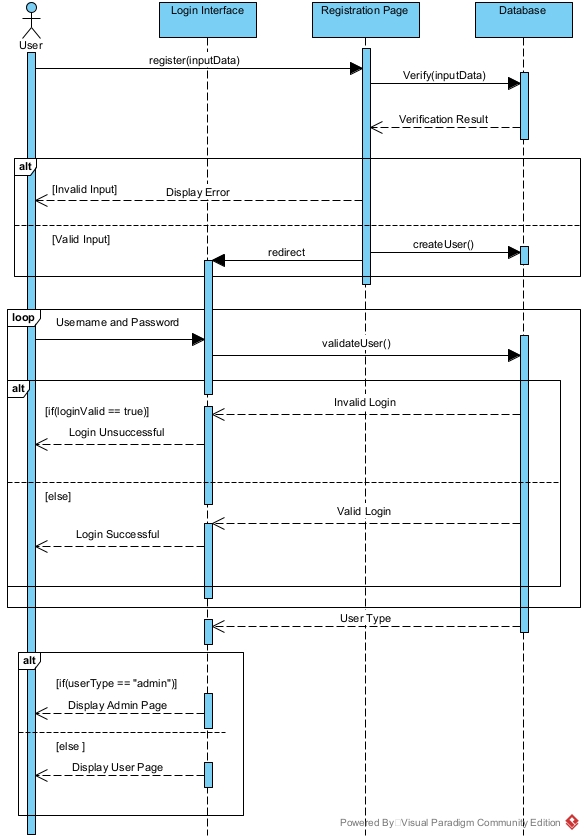 Login Interface
Registration Page
Database
User
register(inputData)
Verify(inputData)
Verification Result
alt
[Invalid Input]
Display Error
[Valid Input]
createUser()
redirect
loop
Username and Password
validateUser()
alt
Invalid Login
[if(loginValid == true)]
Login Unsuccessful
[else]
Valid Login
Login Successful
User Type
alt
[if(userType == "admin")]
Display Admin Page
[else ]
Display User Page
Powered By Visual Paradigm Community Edition